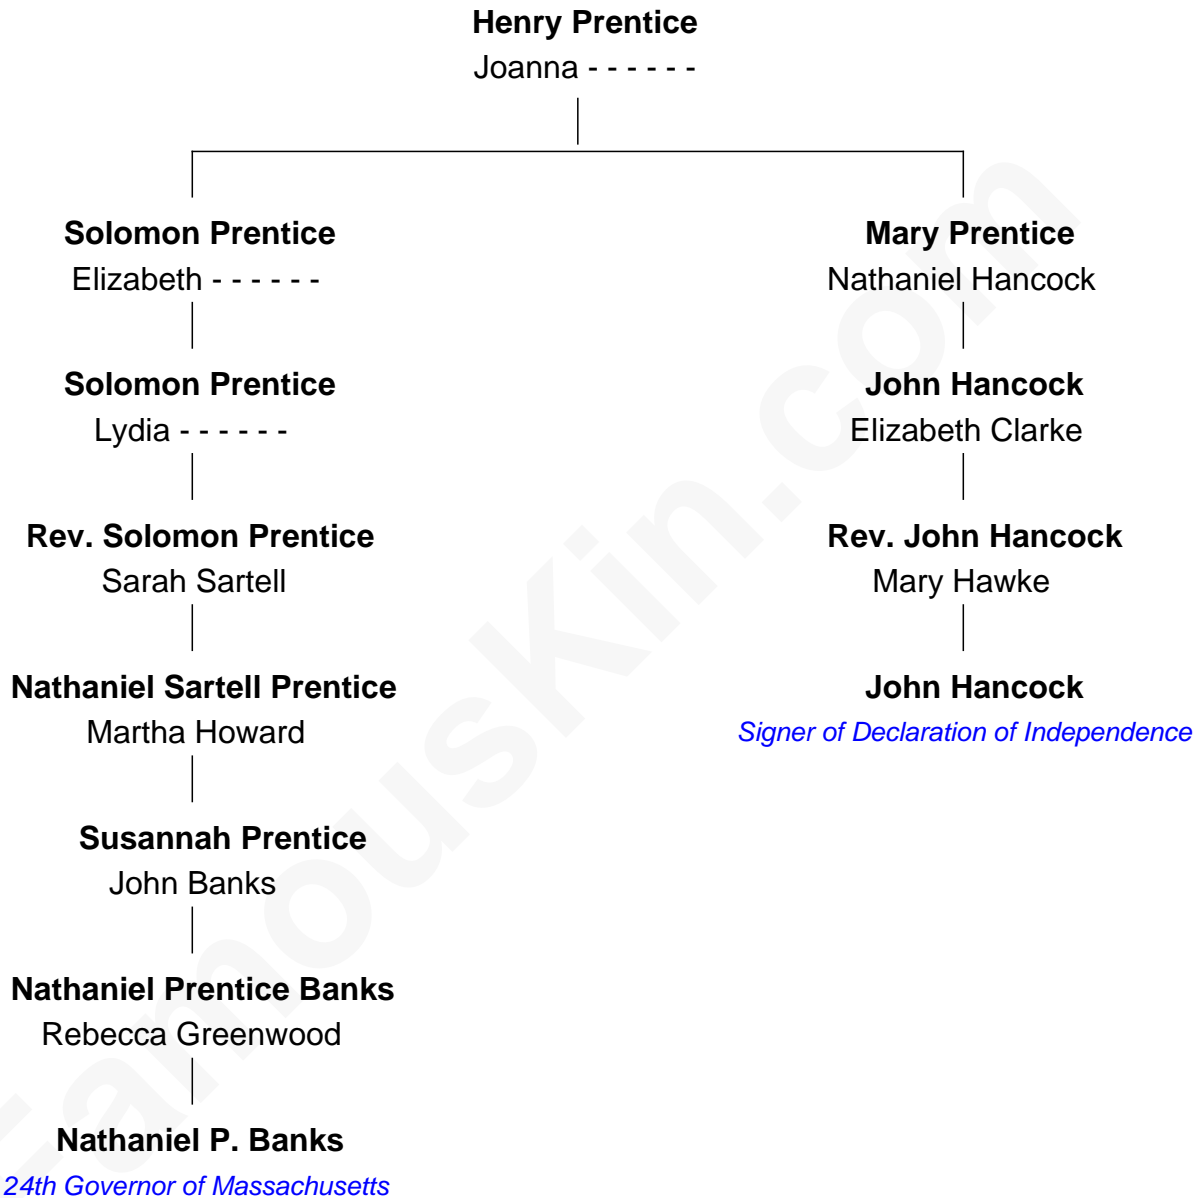 Henry Prentice
Joanna - - - - - -
Solomon Prentice
Elizabeth - - - - - -
Mary Prentice
Nathaniel Hancock
Solomon Prentice
Lydia - - - - - -
John Hancock
Elizabeth Clarke
Rev. Solomon Prentice
Sarah Sartell
Rev. John Hancock
Mary Hawke
Nathaniel Sartell Prentice
Martha Howard
John Hancock
Signer of Declaration of Independence
Susannah Prentice
John Banks
Nathaniel Prentice Banks
Rebecca Greenwood
Nathaniel P. Banks
24th Governor of Massachusetts
FamousKin.com